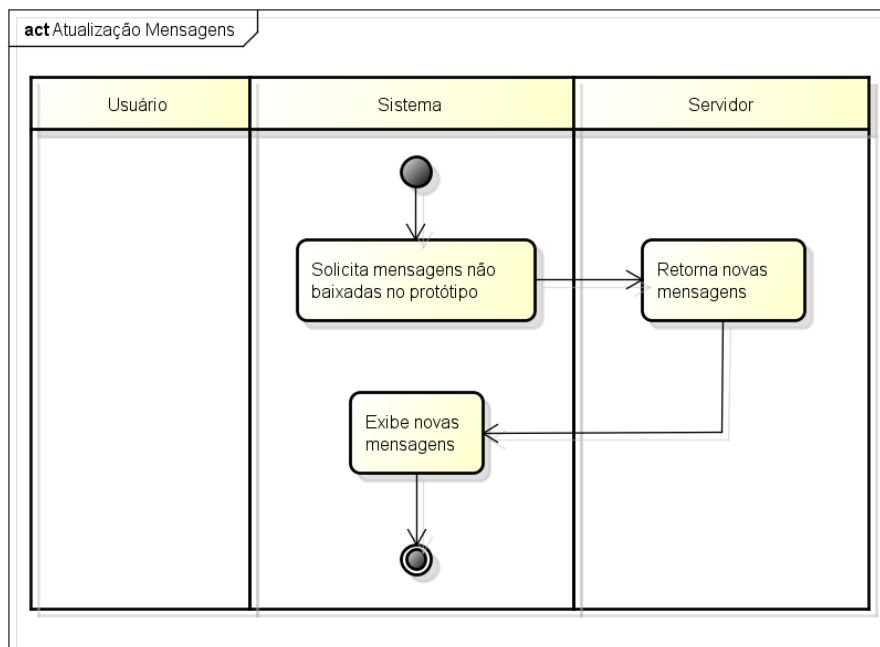 act Atualização Mensagens
Usuário
Sistema
Servidor
Solicita mensagens não
baixadas no protótipo
Retorna novas
mensagens
Exibe novas
mensagens